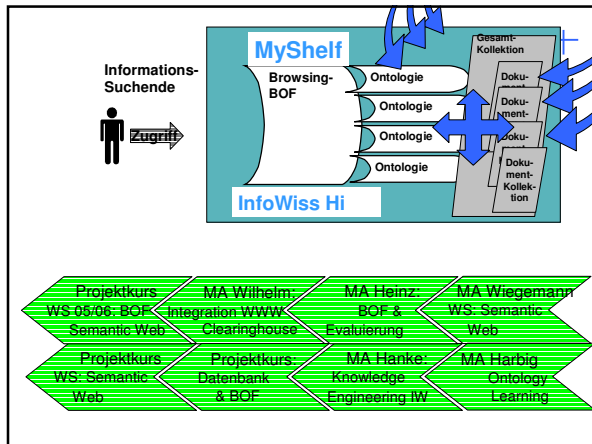 MyShelf
Gesamt-
Kollektion
Informations-
Suchende
Browsing-
BOF
Ontologie
Ontologie
Ontologie
Ontologie
Zugriff
Doku-
ment-
Doku-
ment-
Doku-
ment-
Doku-
ment-
Kollek-
tion
InfoWiss Hi
Projektkurs
WS 05/06: BOF
Semantic Web
MA Wilhelm:
Integration WWW
Clearinghouse
MA Heinz:
BOF &
Evaluierung
MA Wiegemann
WS: Semantic
Web
Projektkurs
WS: Semantic
Web
Projektkurs:
Datenbank
& BOF
MA Hanke:
Knowledge
Engineering IW
MA Harbig
Ontology
Learning